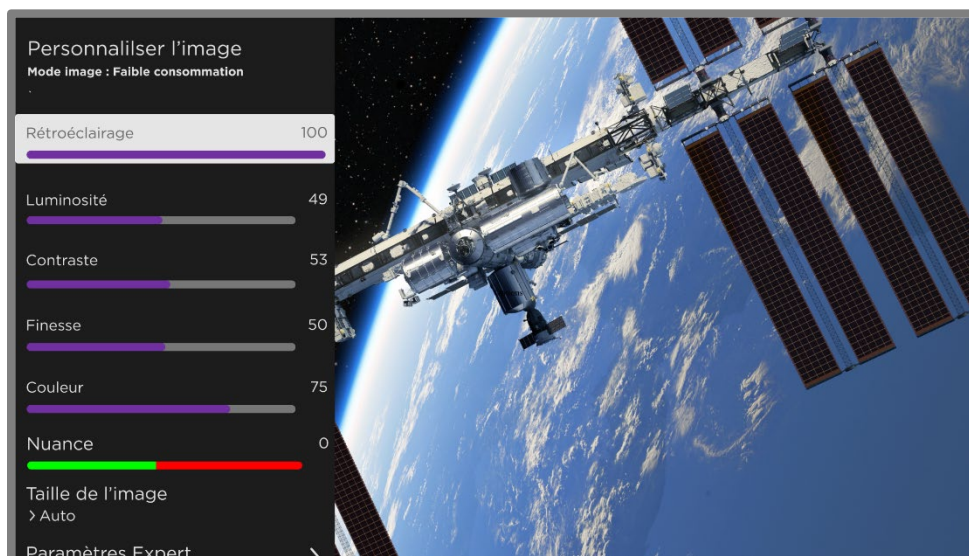 Personnalilser l’image
Mode image : Faible consommation
Rétroéclairage 100
Luminosité 49
Contraste 53
Finesse 50
Couleur 75
Nuance 0
Taille de l’image
> Auto
Paramètres Expert